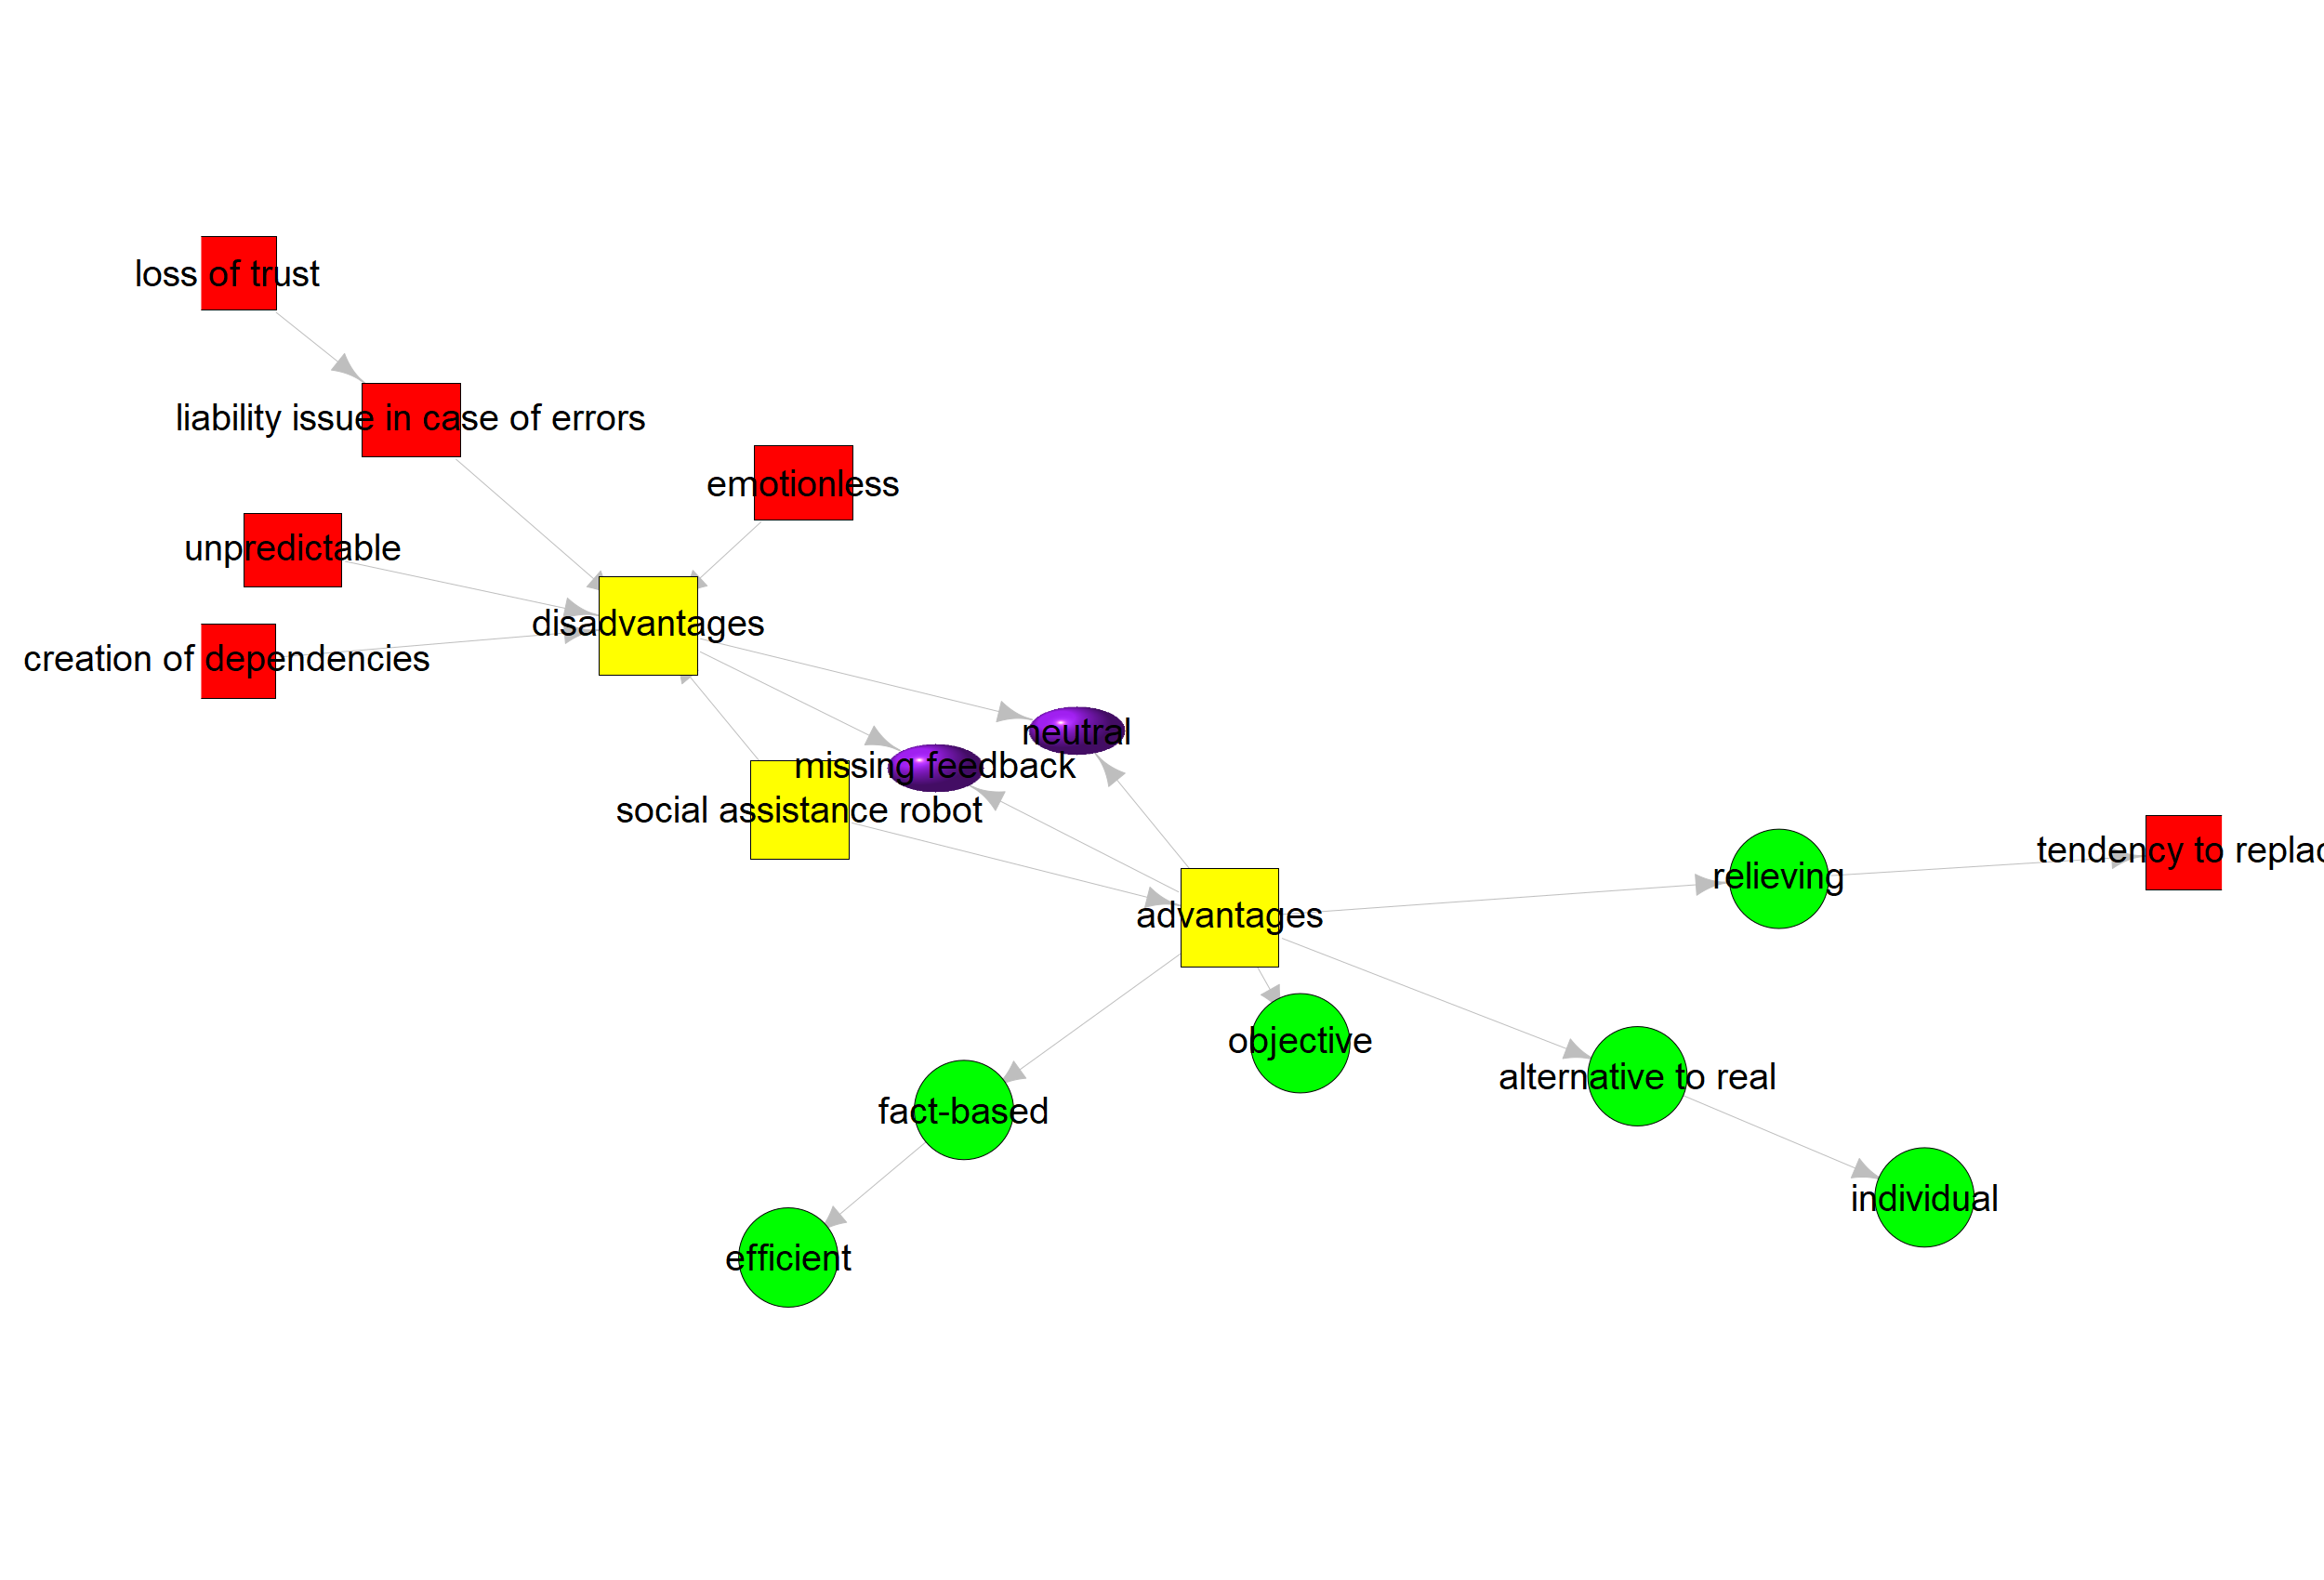 loss of trust
liability issue in case of errors
emotionless
unpredictable
disadvantages
creation of dependencies
neutral
missing feedback
social assistance robot
tendency to replac
relieving
advantages
objective
alternative to real
fact-based
individual
efficient